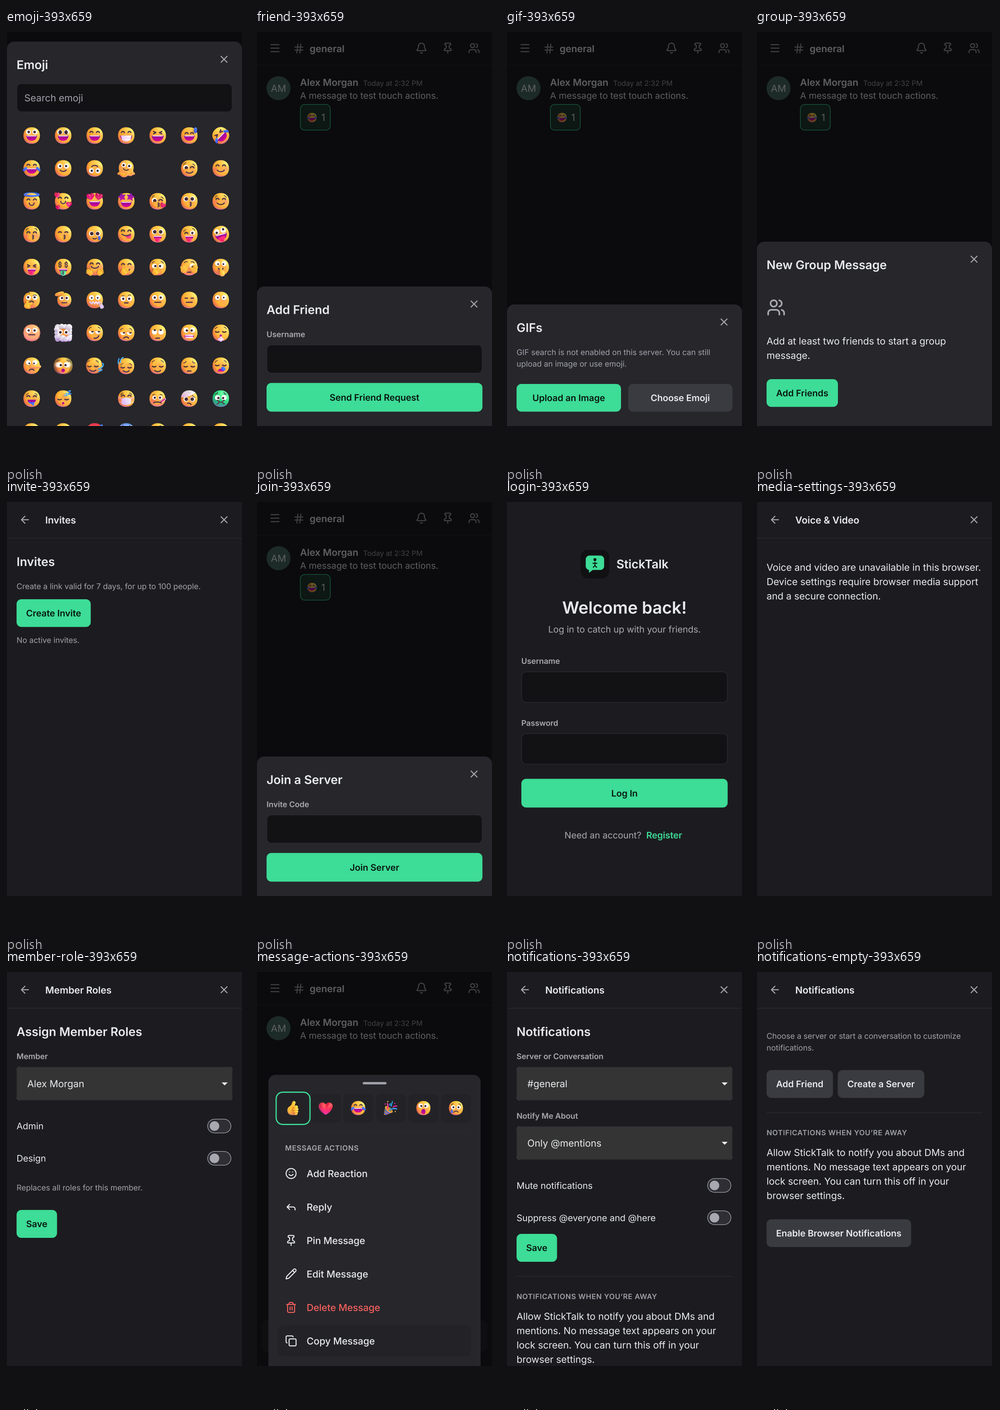 emoji-393x659
friend-393x659
gif-393x659
group-393x659
Emoji
Search emoji
# general
AM
Alex Morgan Today at 2:32 PM
A message to test touch actions.
1
Add Friend
Username
Send Friend Request
# general
AM
Alex Morgan Today at 2:32 PM
A message to test touch actions.
1
GIFs
GIF search is not enabled on this server. You can still
upload an image or use emoji.
Upload an Image
Choose Emoji
# general
AM
Alex Morgan Today at 2:32 PM
A message to test touch actions.
1
New Group Message
Add at least two friends to start a group
message.
Add Friends
polish
invite-393x659
polish
join-393x659
polish
login-393x659
polish
media-settings-393x659
Invites
Invites
Create a link valid for 7 days, for up to 100 people.
Create Invite
No active invites.
# general
AM
Alex Morgan Today at 2:32 PM
A message to test touch actions.
1
Join a Server
Invite Code
Join Server
StickTalk
Welcome back!
Log in to catch up with your friends.
Username
Password
Log In
Need an account? Register
Voice & Video
Voice and video are unavailable in this browser.
Device settings require browser media support
and a secure connection.
polish
member-role-393x659
polish
message-actions-393x659
polish
notifications-393x659
polish
notifications-empty-393x659
Member Roles
Assign Member Roles
Member
Alex Morgan
Admin
Design
Replaces all roles for this member.
Save
# general
AM
Alex Morgan Today at 2:32 PM
A message to test touch actions.
MESSAGE ACTIONS
Add Reaction
Reply
Pin Message
Edit Message
Delete Message
Copy Message
Notifications
Notifications
Server or Conversation
#general
Notify Me About
Only @mentions
Mute notifications
Suppress @everyone and @here
Save
NOTIFICATIONS WHEN YOU'RE AWAY
Allow StickTalk to notify you about DMs and
mentions. No message text appears on your
lock screen. You can turn this off in your
browser settings.
Notifications
Choose a server or start a conversation to customize
notifications.
Add Friend
Create a Server
NOTIFICATIONS WHEN YOU'RE AWAY
Allow StickTalk to notify you about DMs and
mentions. No message text appears on your
lock screen. You can turn this off in your
browser settings.
Enable Browser Notifications